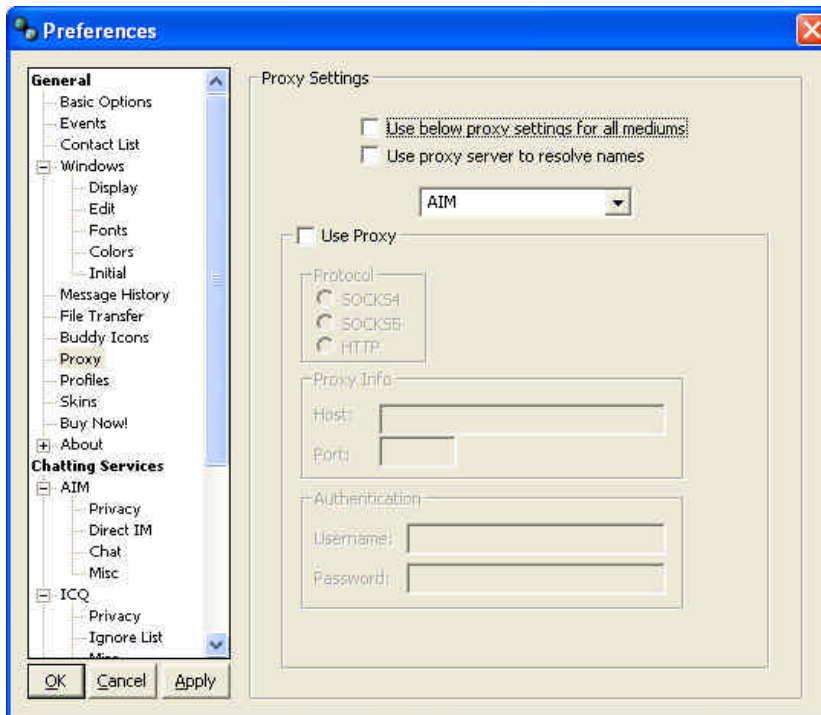 Preferences
General
Basic Options
Events
Contact List
Windows
Display
Edit
Fonts
Colors
Initial
Message History
File Transfer
Buddy Icons
Proxy
Profiles
Skins
Buy Now!
About
Chatting Services
AIM
Privacy
Direct IM
Chat
Misc
ICQ
Privacy
Ignore List
Misc
OK Cancel Apply
Proxy Settings
Use below proxy settings for all mediums
Use proxy server to resolve names
AIM
Use Proxy
Protocol
SOCKS4
SOCKS5
HTTP
Proxy Info
Host:
Port:
Authentication
Username:
Password: